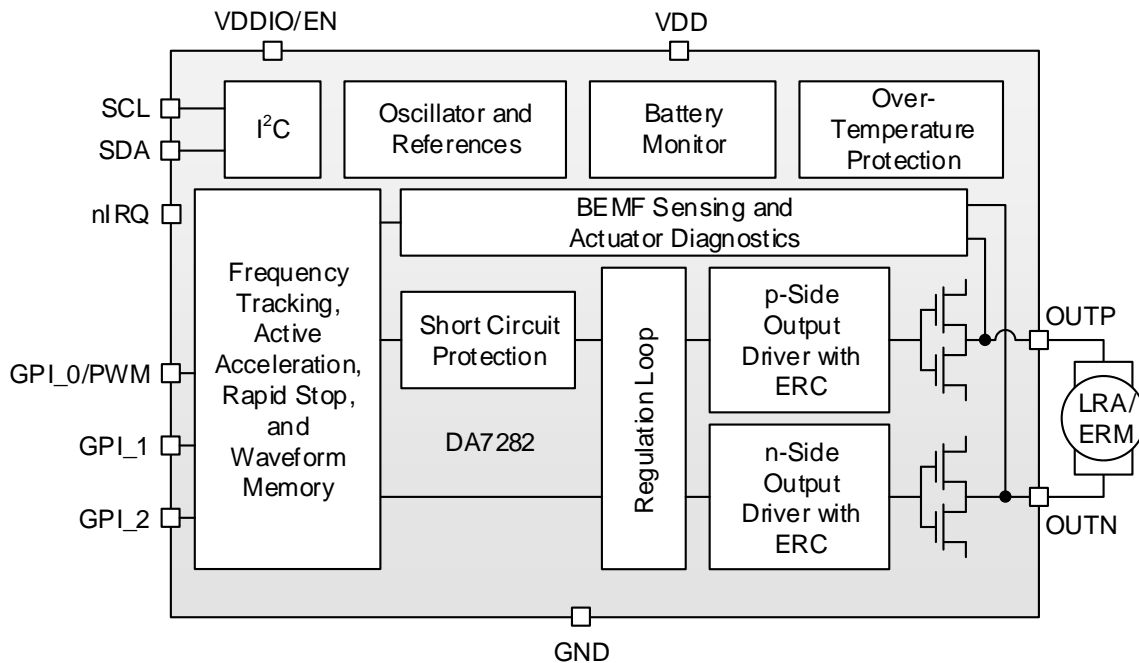 VDDIO/EN
VDD
SCL
SDA
I²C
Oscillator and
References
Battery
Monitor
Over-
Temperature
Protection
nIRQ
BEMF Sensing and
Actuator Diagnostics
Frequency
Tracking,
Active
Acceleration,
Rapid Stop,
and
Waveform
Memory
Short Circuit
Protection
Regulation Loop
p-Side
Output
Driver with
ERC
OUTP
GPI_0/PWM
GPI_1
GPI_2
DA7282
n-Side
Output
Driver with
ERC
LRA/
ERM
OUTN
GND